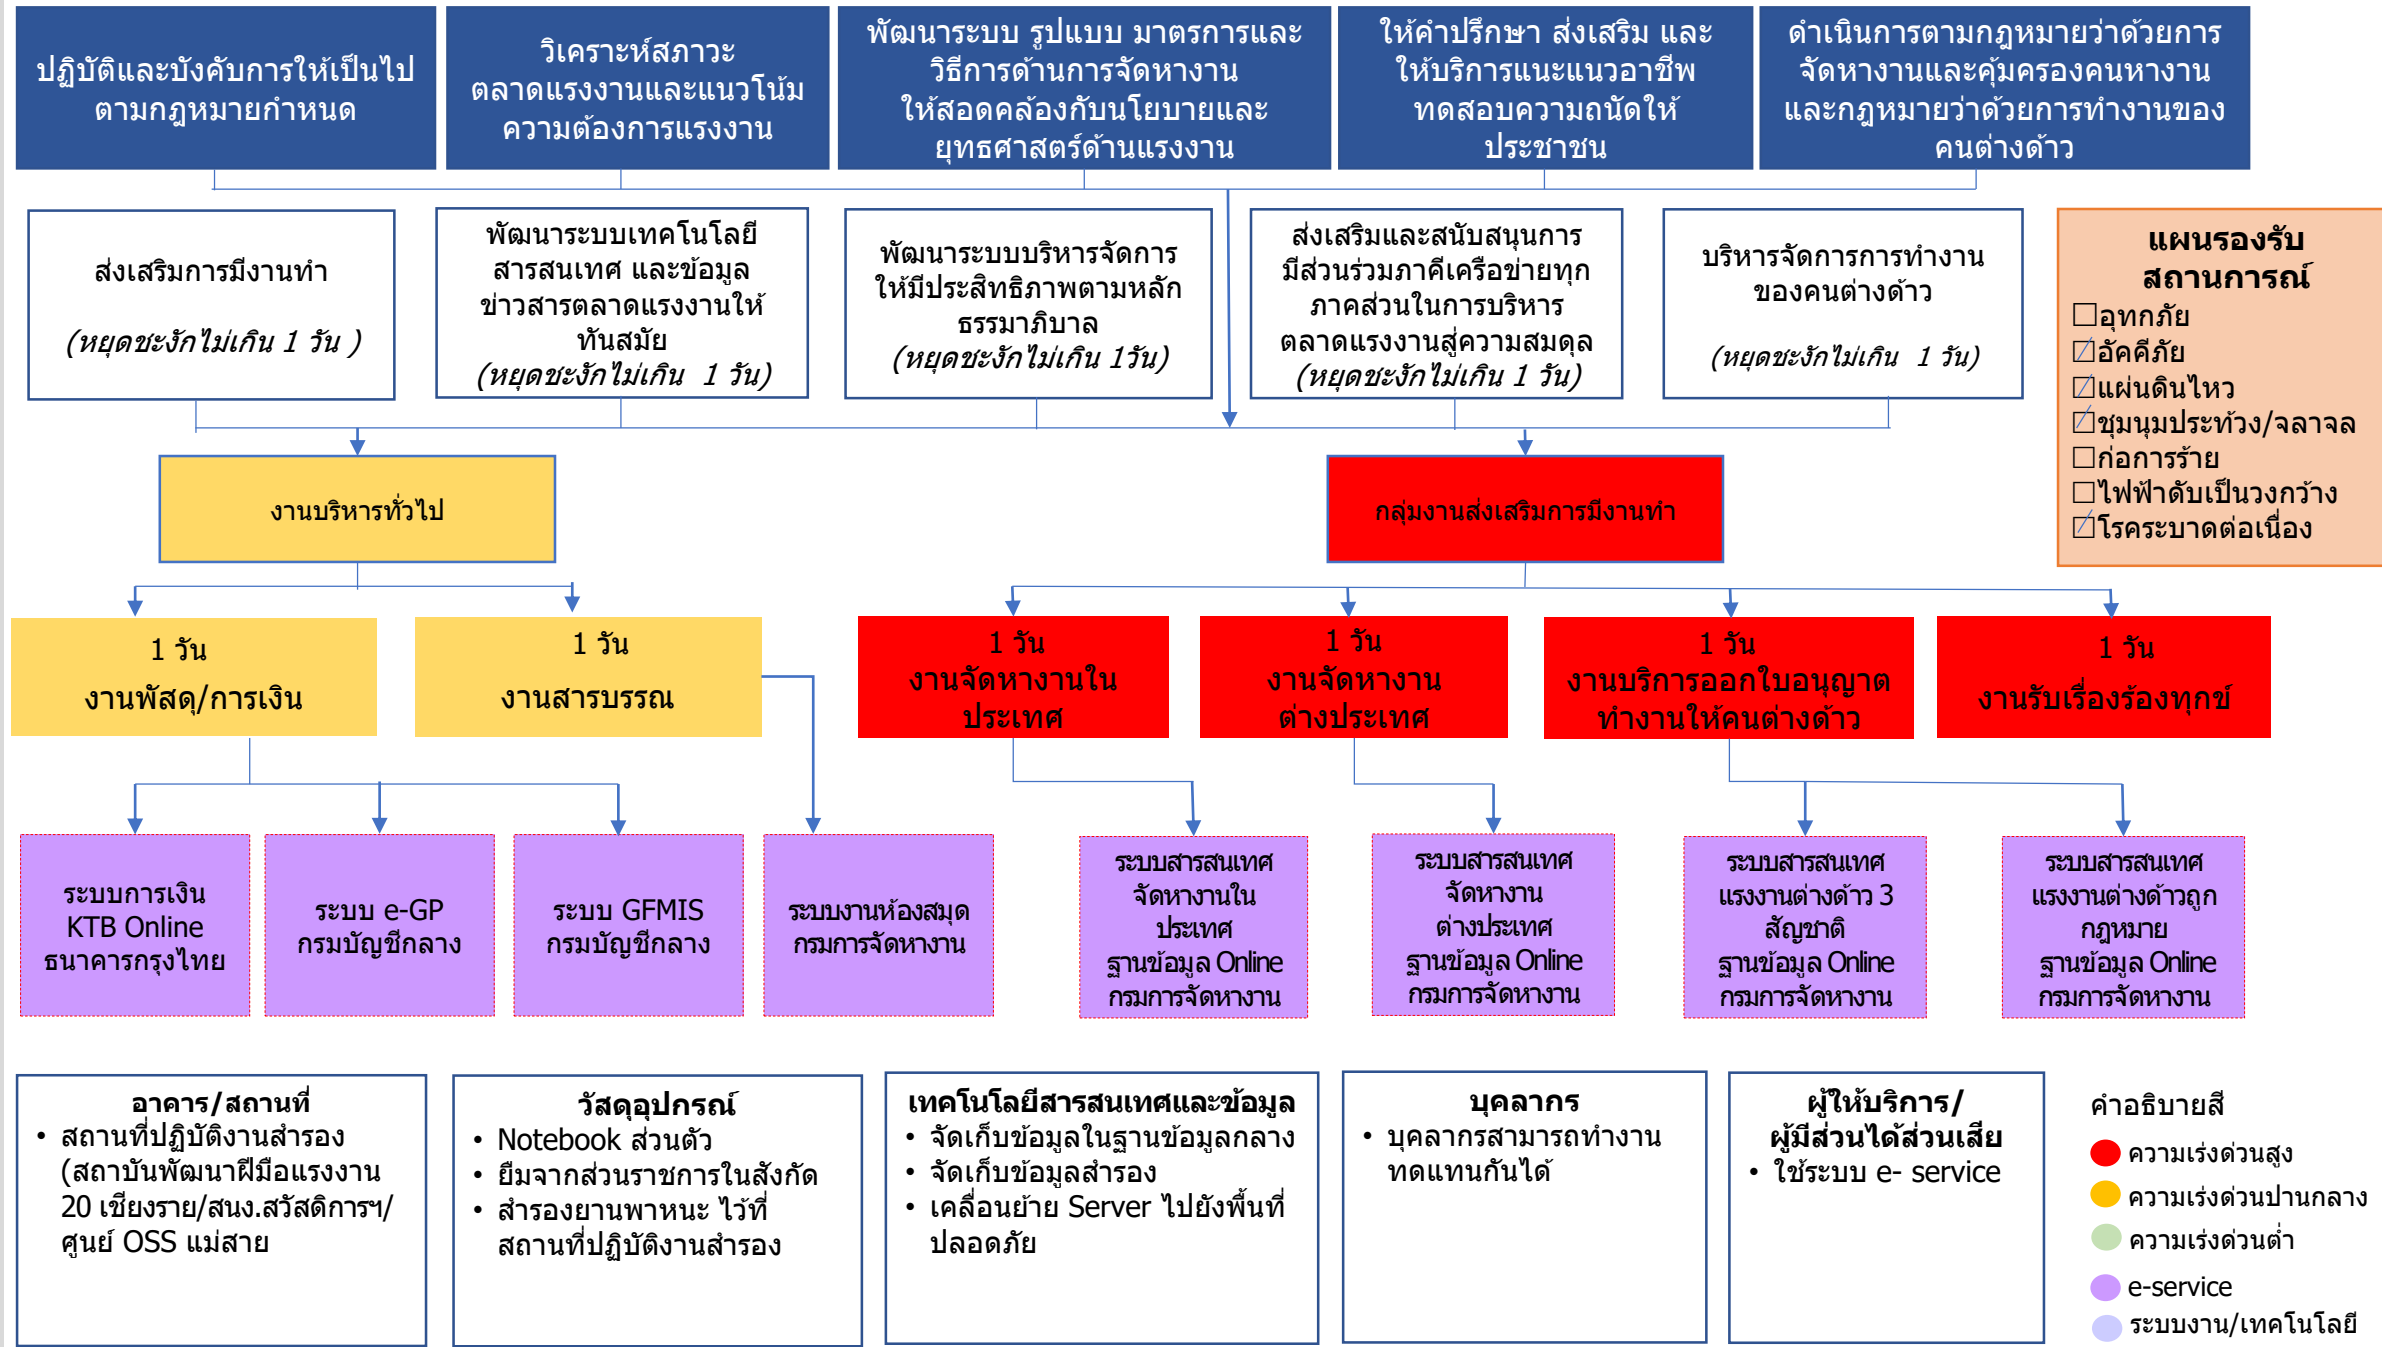 ปฏิบัติและบังคับการให้เป็นไป
ตามกฎหมายกำหนด
วิเคราะห์สภาวะ
ตลาดแรงงานและแนวโน้ม
ความต้องการแรงงาน
พัฒนาระบบ รูปแบบ มาตรการและ
วิธีการด้านการจัดหางาน
ให้สอดคล้องกับนโยบายและ
ยุทธศาสตร์ด้านแรงงาน
ให้คำปรึกษา ส่งเสริม และ
ให้บริการแนะแนวอาชีพ
ทดสอบความถนัดให้
ประชาชน
ดำเนินการตามกฎหมายว่าด้วยการ
จัดหางานและคุ้มครองคนหางาน
และกฎหมายว่าด้วยการทำงานของ
คนต่างด้าว
ส่งเสริมการมีงานทำ
(หยุดชะงักไม่เกิน 1 วัน )
พัฒนาระบบเทคโนโลยี
สารสนเทศ และข้อมูล
ข่าวสารตลาดแรงงานให้
ทันสมัย
(หยุดชะงักไม่เกิน 1 วัน)
พัฒนาระบบบริหารจัดการ
ให้มีประสิทธิภาพตามหลัก
ธรรมาภิบาล
(หยุดชะงักไม่เกิน 1วัน)
ส่งเสริมและสนับสนุนการ
มีส่วนร่วมภาคีเครือข่ายทุก
ภาคส่วนในการบริหาร
ตลาดแรงงานสู่ความสมดุล
(หยุดชะงักไม่เกิน 1 วัน)
บริหารจัดการการทำงาน
ของคนต่างด้าว
(หยุดชะงักไม่เกิน 1 วัน)
แผนรองรับ
สถานการณ์
☐อุทกภัย
☑อัคคีภัย
☑แผ่นดินไหว
☑ชุมนุมประท้วง/จลาจล
☐ก่อการร้าย
☐ไฟฟ้าดับเป็นวงกว้าง
☑โรคระบาดต่อเนื่อง
งานบริหารทั่วไป
กลุ่มงานส่งเสริมการมีงานทำ
1 วัน
งานพัสดุ/การเงิน
1 วัน
งานสารบรรณ
1 วัน
งานจัดหางานใน
ประเทศ
1 วัน
งานจัดหางาน
ต่างประเทศ
1 วัน
งานบริการออกใบอนุญาต
ทำงานให้คนต่างด้าว
1 วัน
งานรับเรื่องร้องทุกข์
ระบบการเงิน
KTB Online
ธนาคารกรุงไทย
ระบบ e-GP
กรมบัญชีกลาง
ระบบ GFMIS
กรมบัญชีกลาง
ระบบงานห้องสมุด
กรมการจัดหางาน
ระบบสารสนเทศ
จัดหางานใน
ประเทศ
ฐานข้อมูล Online
กรมการจัดหางาน
ระบบสารสนเทศ
จัดหางาน
ต่างประเทศ
ฐานข้อมูล Online
กรมการจัดหางาน
ระบบสารสนเทศ
แรงงานต่างด้าว 3
สัญชาติ
ฐานข้อมูล Online
กรมการจัดหางาน
ระบบสารสนเทศ
แรงงานต่างด้าวถูก
กฎหมาย
ฐานข้อมูล Online
กรมการจัดหางาน
อาคาร/สถานที่
• สถานที่ปฏิบัติงานสำรอง
(สถาบันพัฒนาฝีมือแรงงาน
20 เชียงราย/สนง.สวัสดิการฯ/
ศูนย์ OSS แม่สาย
วัสดุอุปกรณ์
• Notebook ส่วนตัว
• ยืมจากส่วนราชการในสังกัด
• สำรองยานพาหนะ ไว้ที่
สถานที่ปฏิบัติงานสำรอง
เทคโนโลยีสารสนเทศและข้อมูล
• จัดเก็บข้อมูลในฐานข้อมูลกลาง
• จัดเก็บข้อมูลสำรอง
• เคลื่อนย้าย Server ไปยังพื้นที่
ปลอดภัย
บุคลากร
• บุคลากรสามารถทำงาน
ทดแทนกันได้
ผู้ให้บริการ/
ผู้มีส่วนได้ส่วนเสีย
• ใช้ระบบ e- service
คำอธิบายสี
ความเร่งด่วนสูง
ความเร่งด่วนปานกลาง
ความเร่งด่วนต่ำ
e-service
ระบบงาน/เทคโนโลยี